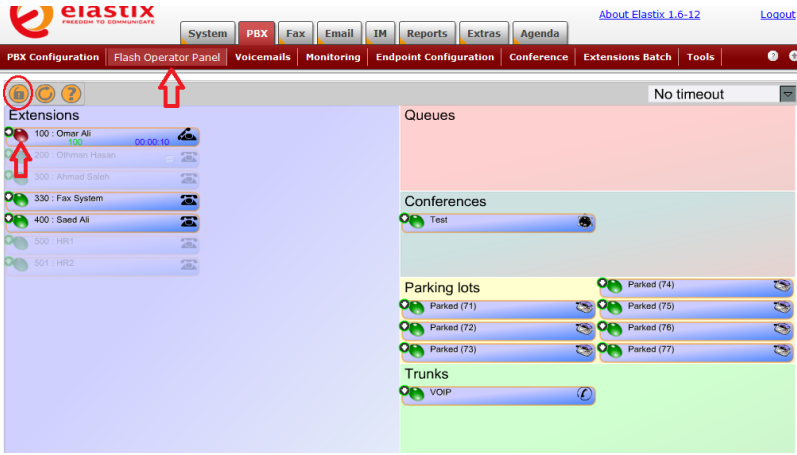 elastix
FREEDOM TO COMMUNICATE
About Elastix 1.6-12 Logout
System PBX Fax Email IM Reports Extras Agenda
PBX Configuration Flash Operator Panel Voicemails Monitoring Endpoint Configuration Conference Extensions Batch Tools
No timeout
Extensions
100 : Omar Ali
100 00:00:10
200 : Othman Hasan
300 : Ahmad Saleh
330 : Fax System
400 : Saed Ali
500 : HR1
501 : HR2
Queues
Conferences
Test
Parking lots
Parked (74)
Parked (71) Parked (75)
Parked (72) Parked (76)
Parked (73) Parked (77)
Trunks
VOIP